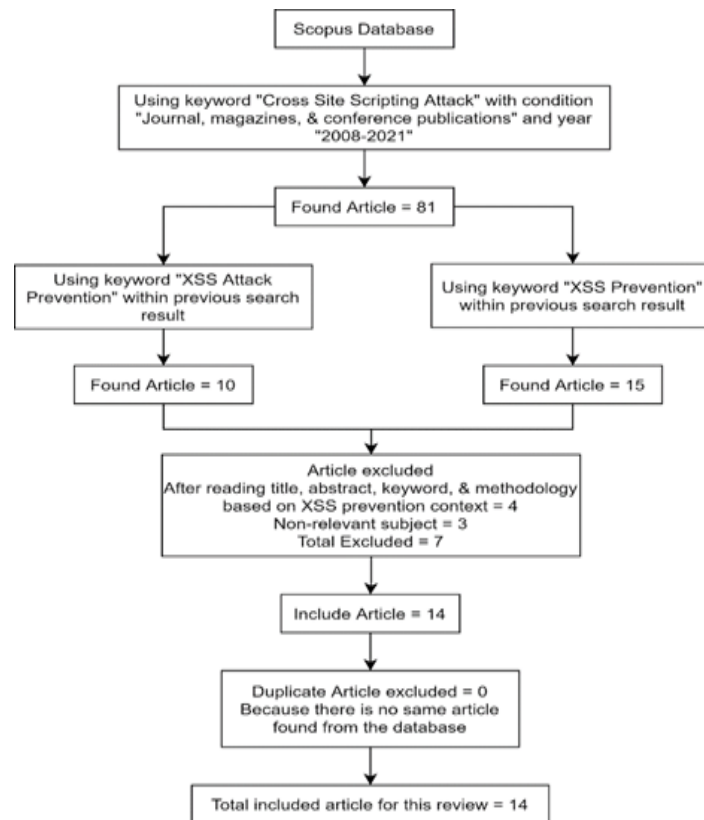 Scopus Database
Using keyword "Cross Site Scripting Attack" with condition
"Journal, magazines, & conference publications" and year
"2008-2021"
Found Article = 81
Using keyword "XSS Attack
Prevention" within previous search
result
Using keyword "XSS Prevention"
within previous search result
Found Article = 10
Found Article = 15
Article excluded
After reading title, abstract, keyword, & methodology
based on XSS prevention context = 4
Non-relevant subject = 3
Total Excluded = 7
Include Article = 14
Duplicate Article excluded = 0
Because there is no same article
found from the database
Total included article for this review = 14